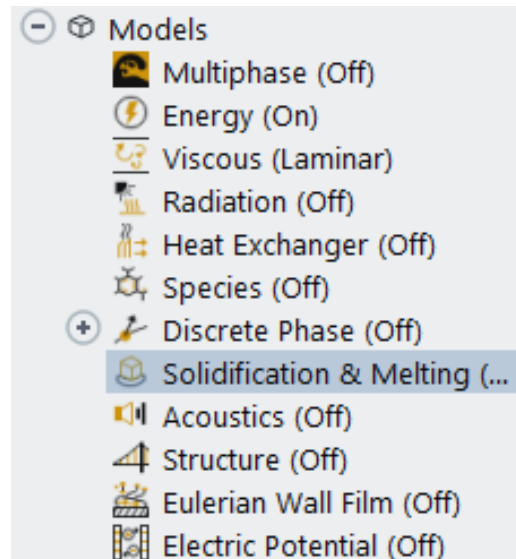 Models
Multiphase (Off)
Energy (On)
Viscous (Laminar)
Radiation (Off)
Heat Exchanger (Off)
Species (Off)
Discrete Phase (Off)
Solidification & Melting (...
Acoustics (Off)
Structure (Off)
Eulerian Wall Film (Off)
Electric Potential (Off)